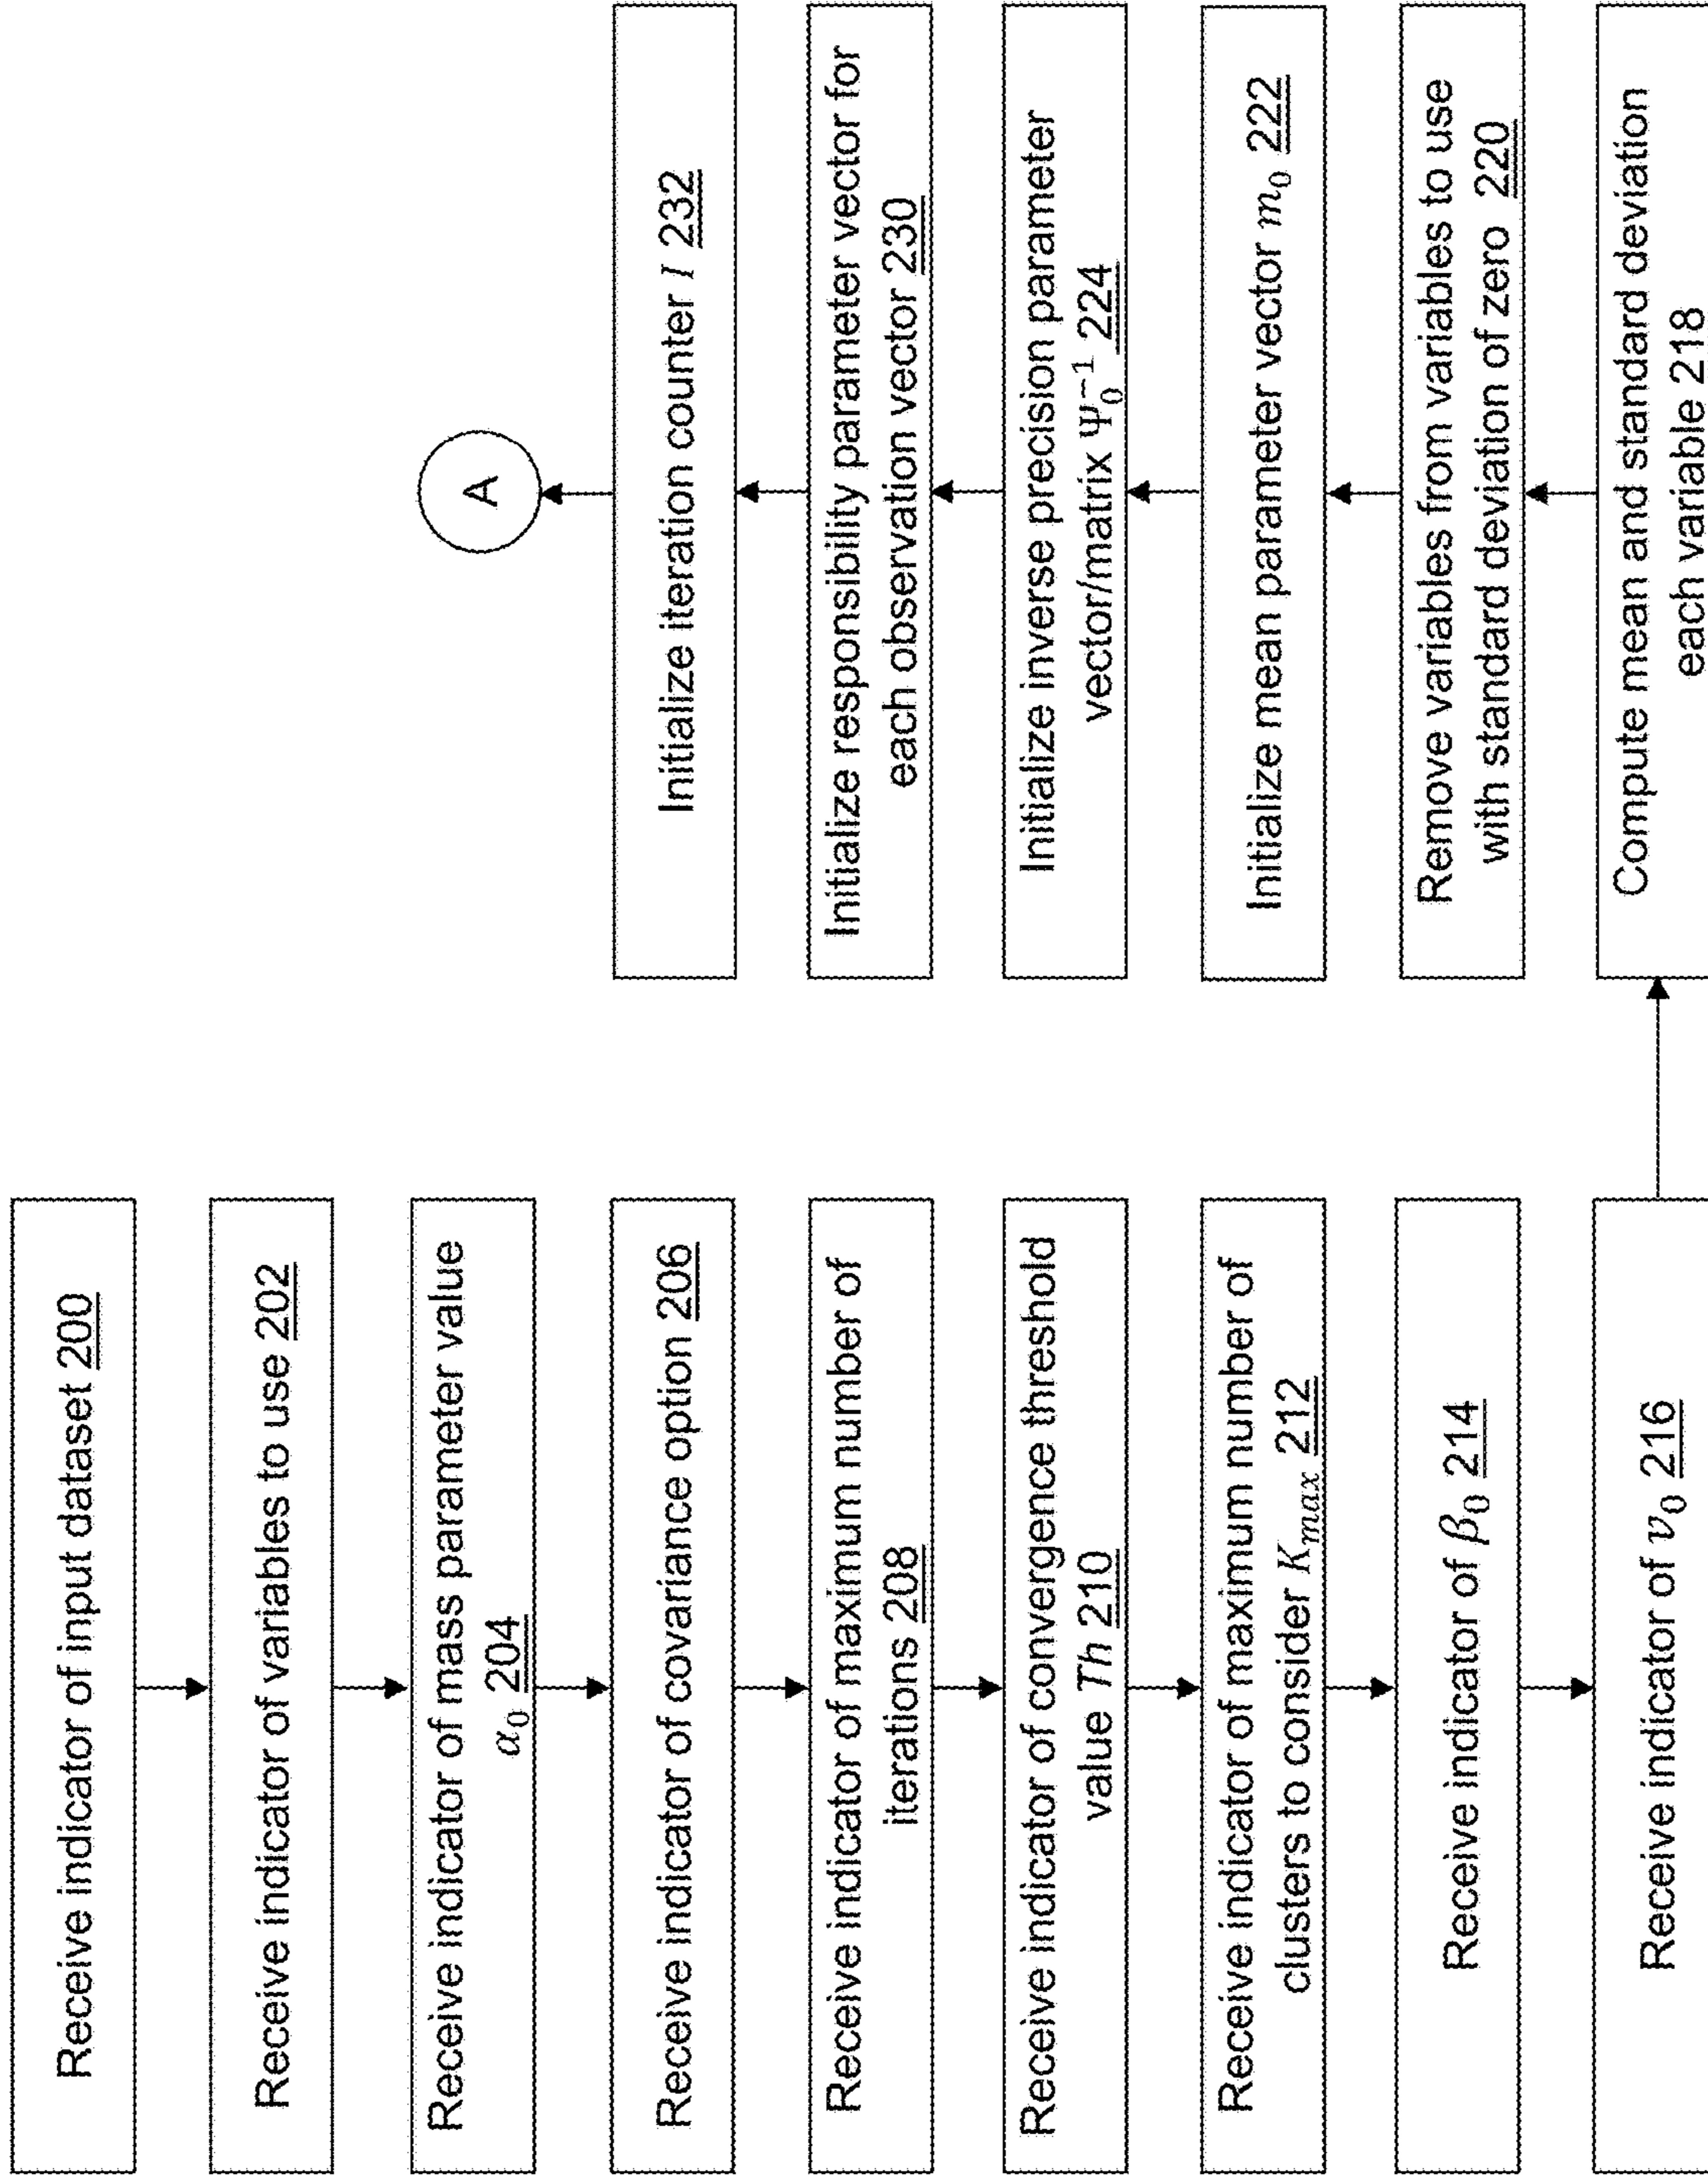 Receive indicator of input dataset 200
Receive indicator of variables to use 202
Receive indicator of mass parameter value
α₀ 204
Receive indicator of covariance option 206
Receive indicator of maximum number of
iterations 208
Receive indicator of convergence threshold
value Th 210
Receive indicator of maximum number of
clusters to consider Kₘₐₓ 212
Receive indicator of β₀ 214
Receive indicator of ν₀ 216
Compute mean and standard deviation
each variable 218
Remove variables from variables to use
with standard deviation of zero 220
Initialize mean parameter vector m₀ 222
Initialize inverse precision parameter
vector/matrix Ψ₀⁻¹ 224
Initialize responsibility parameter vector for
each observation vector 230
Initialize iteration counter I 232
A